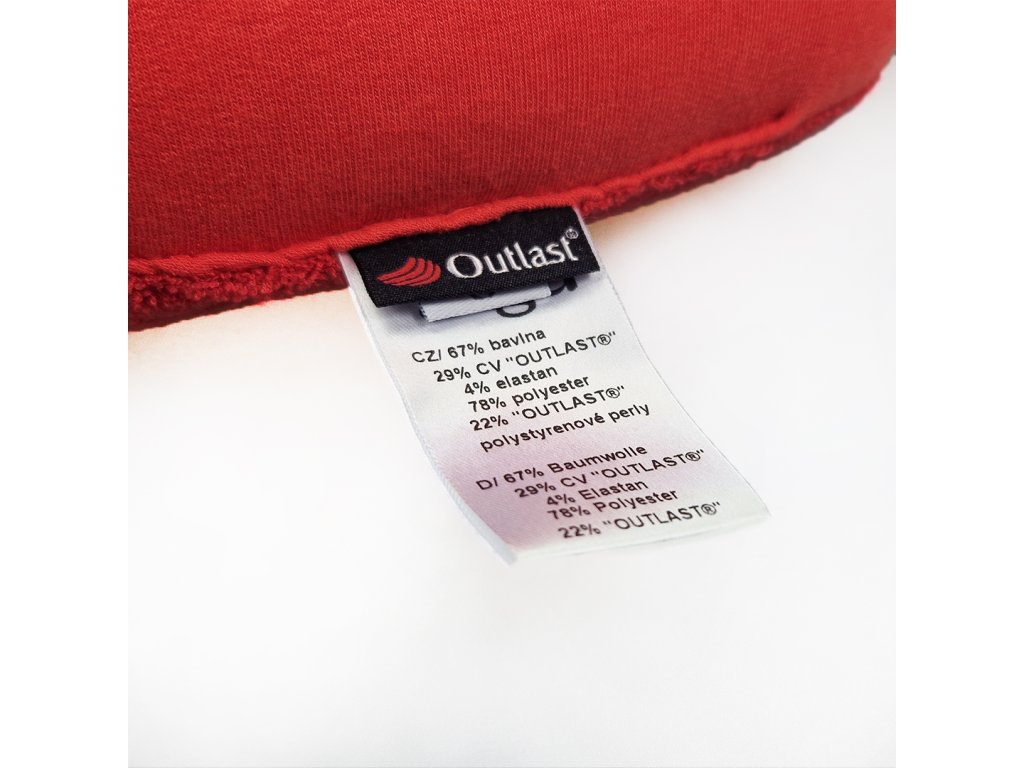 Outlast®
CZ/ 67% bavlna
29% CV "OUTLAST®"
4% elastan
78% polyester
22% "OUTLAST®"
polystyrenové perly
D/ 67% Baumwolle
29% CV "OUTLAST®"
4% Elastan
78% Polyester
22% "OUTLAST®"